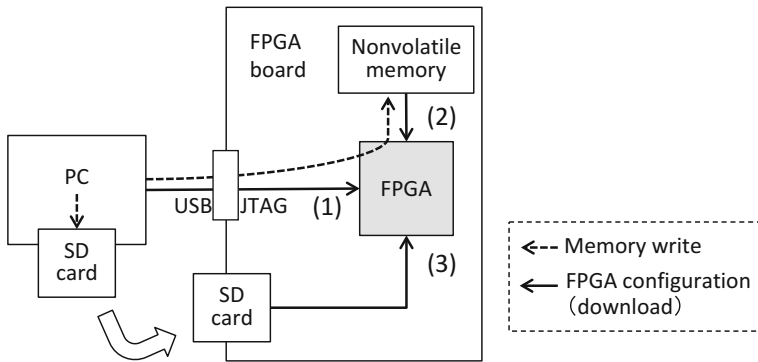 FPGA
board
Nonvolatile
memory
(2)
PC
FPGA
USB
JTAG
(1)
SD
card
(3)
SD
card
Memory write
FPGA configuration
(download)